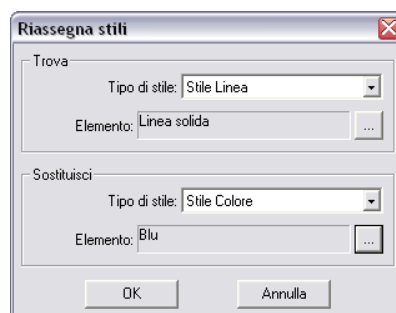 Riassegna stili
Trova
Tipo di stile: Stile Linea
Elemento: Linea solida ...
Sostituisci
Tipo di stile: Stile Colore
Elemento: Blu ...
OK Annulla